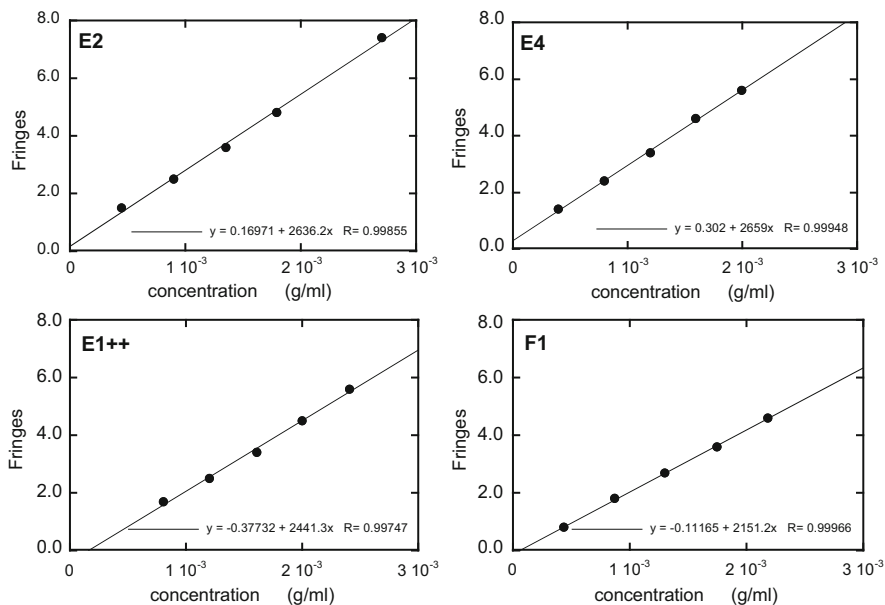 E2
8.0
6.0
4.0
2.0
0.0
Fringes
y = 0.16971 + 2636.2x R= 0.99855
0 1 10⁻³ 2 10⁻³ 3 10⁻³
concentration (g/ml)
E4
8.0
6.0
4.0
2.0
0.0
Fringes
y = 0.302 + 2659x R= 0.99948
0 1 10⁻³ 2 10⁻³ 3 10⁻³
concentration (g/ml)
E1++
8.0
6.0
4.0
2.0
0.0
Fringes
y = -0.37732 + 2441.3x R= 0.99747
0 1 10⁻³ 2 10⁻³ 3 10⁻³
concentration (g/ml)
F1
8.0
6.0
4.0
2.0
0.0
Fringes
y = -0.11165 + 2151.2x R= 0.99966
0 1 10⁻³ 2 10⁻³ 3 10⁻³
concentration (g/ml)